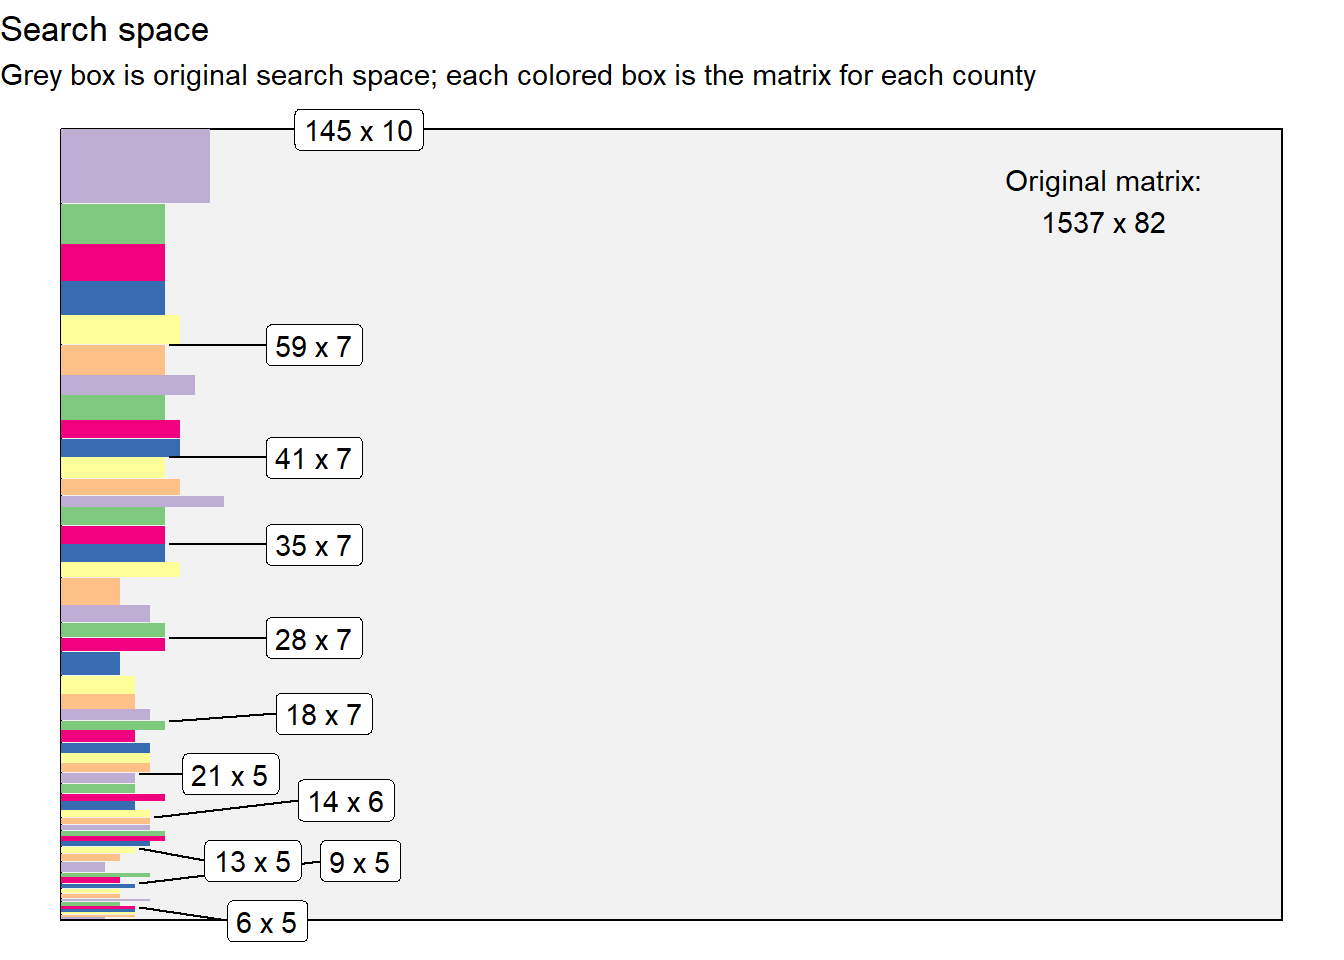 Search space
Grey box is original search space; each colored box is the matrix for each county
145 x 10
Original matrix:
1537 x 82
59 x 7
41 x 7
35 x 7
28 x 7
18 x 7
21 x 5
14 x 6
13 x 5
9 x 5
6 x 5